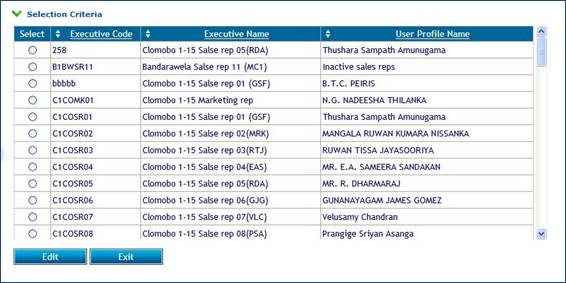 Selection Criteria
Select Executive Code Executive Name User Profile Name
258 Clomobo 1-15 Salse rep 05(RDA) Thushara Sampath Amunugama
B1BWSR11 Bandarawela Salse rep 11 (MC1) Inactive sales reps
bbbbb Clomobo 1-15 Salse rep 01 (GSF) B.T.C. PEIRIS
C1COMK01 Clomobo 1-15 Marketing rep N.G. NADEESHA THILANKA
C1COSR01 Clomobo 1-15 Salse rep 01 (GSF) Thushara Sampath Amunugama
C1COSR02 Clomobo 1-15 Salse rep 02(MRK) MANGALA RUWAN KUMARA NISSANKA
C1COSR03 Clomobo 1-15 Salse rep 03(RTJ) RUWAN TISSA JAYASOORIYA
C1COSR04 Clomobo 1-15 Salse rep 04(EAS) MR. E.A. SAMEERA SANDAKAN
C1COSR05 Clomobo 1-15 Salse rep 05(RDA) MR. R. DHARMARAJ
C1COSR06 Clomobo 1-15 Salse rep 06(GJG) GUNANAYAGAM JAMES GOMEZ
C1COSR07 Clomobo 1-15 Salse rep 07(VLC) Velusamy Chandran
C1COSR08 Clomobo 1-15 Salse rep 08(PSA) Prangige Sriyan Asanga
Edit Exit